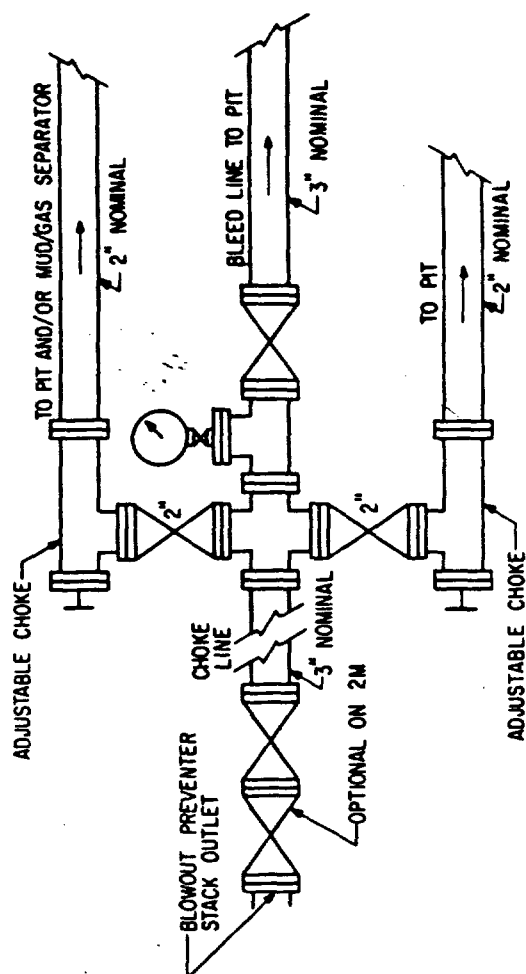 ADJUSTABLE CHOKE
TO PIT AND/OR MUD/GAS SEPARATOR
2" NOMINAL
BLOWOUT PREVENTER
STACK OUTLET
CHOKE
LINE
3" NOMINAL
OPTIONAL ON 2M
2"
2"
BLEED LINE TO PIT
3" NOMINAL
TO PIT
2" NOMINAL
ADJUSTABLE CHOKE